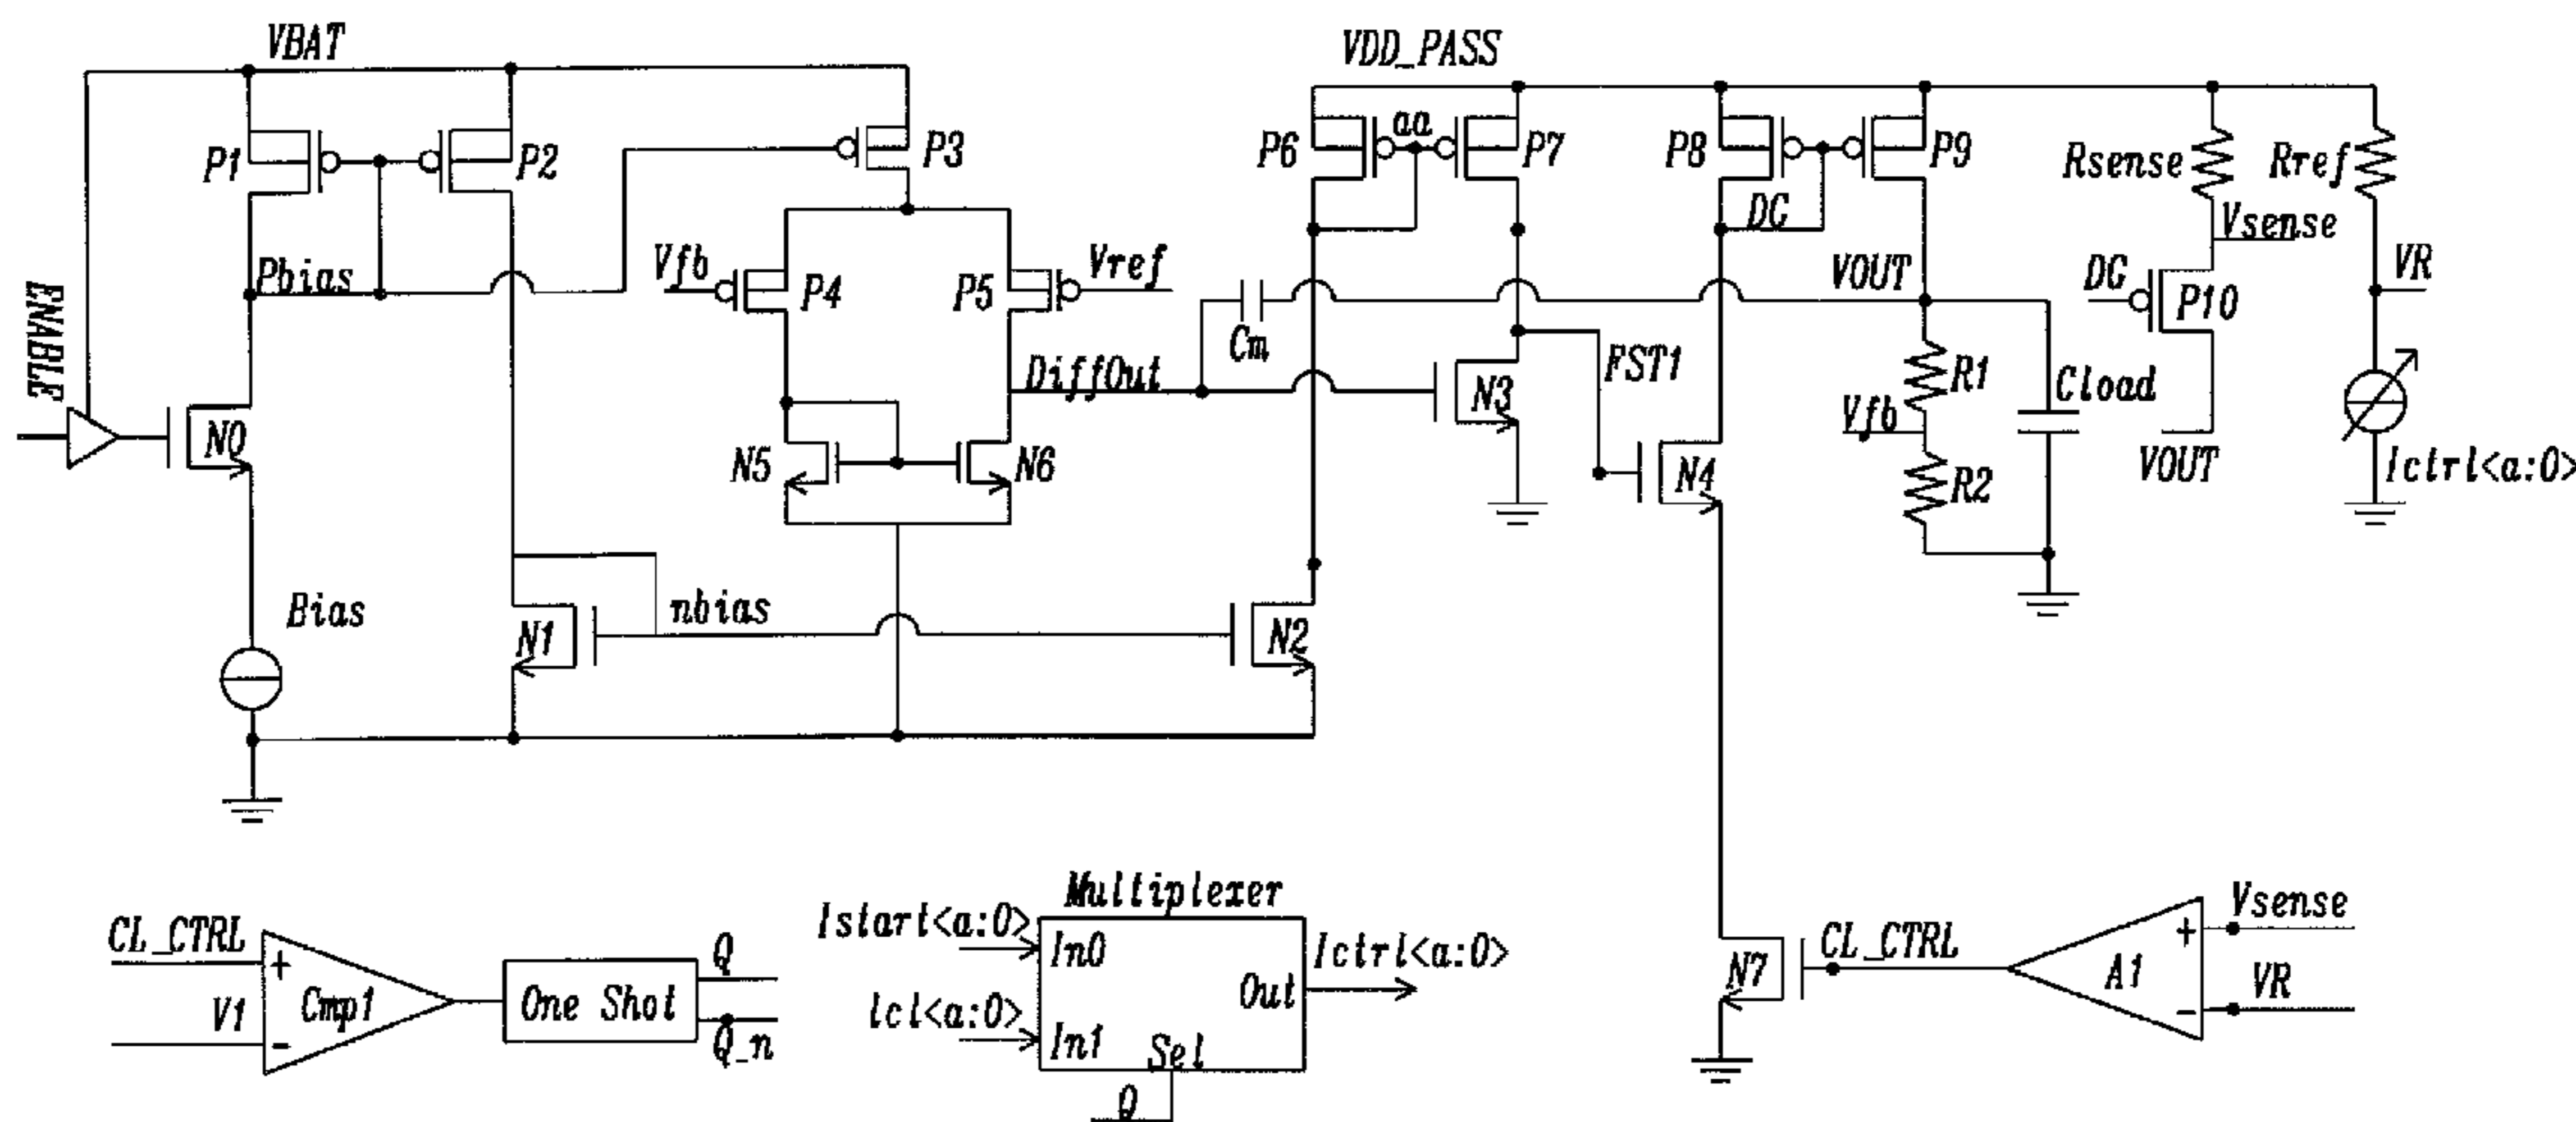 VBAT
VDD_PASS
P1
P2
P3
P6
aa
P7
P8
P9
Rsense
Rref
DG
Vsense
Pbias
Vfb
P4
P5
Vref
VOUT
DG
P10
VR
ENABLE
Cm
DiffOut
N3
FST1
R1
Cload
N0
Vfb
N5
N6
N4
R2
VOUT
Ictrl<a:0>
Bias
nbias
N1
N2
Multiplexer
CL_CTRL
+
V1
-
Cmp1
One Shot
Q
Q_n
Istart<a:0>
In0
Icl<a:0>
In1
Out
Sel
Q
Ictrl<a:0>
N7
CL_CTRL
A1
+
-
Vsense
VR